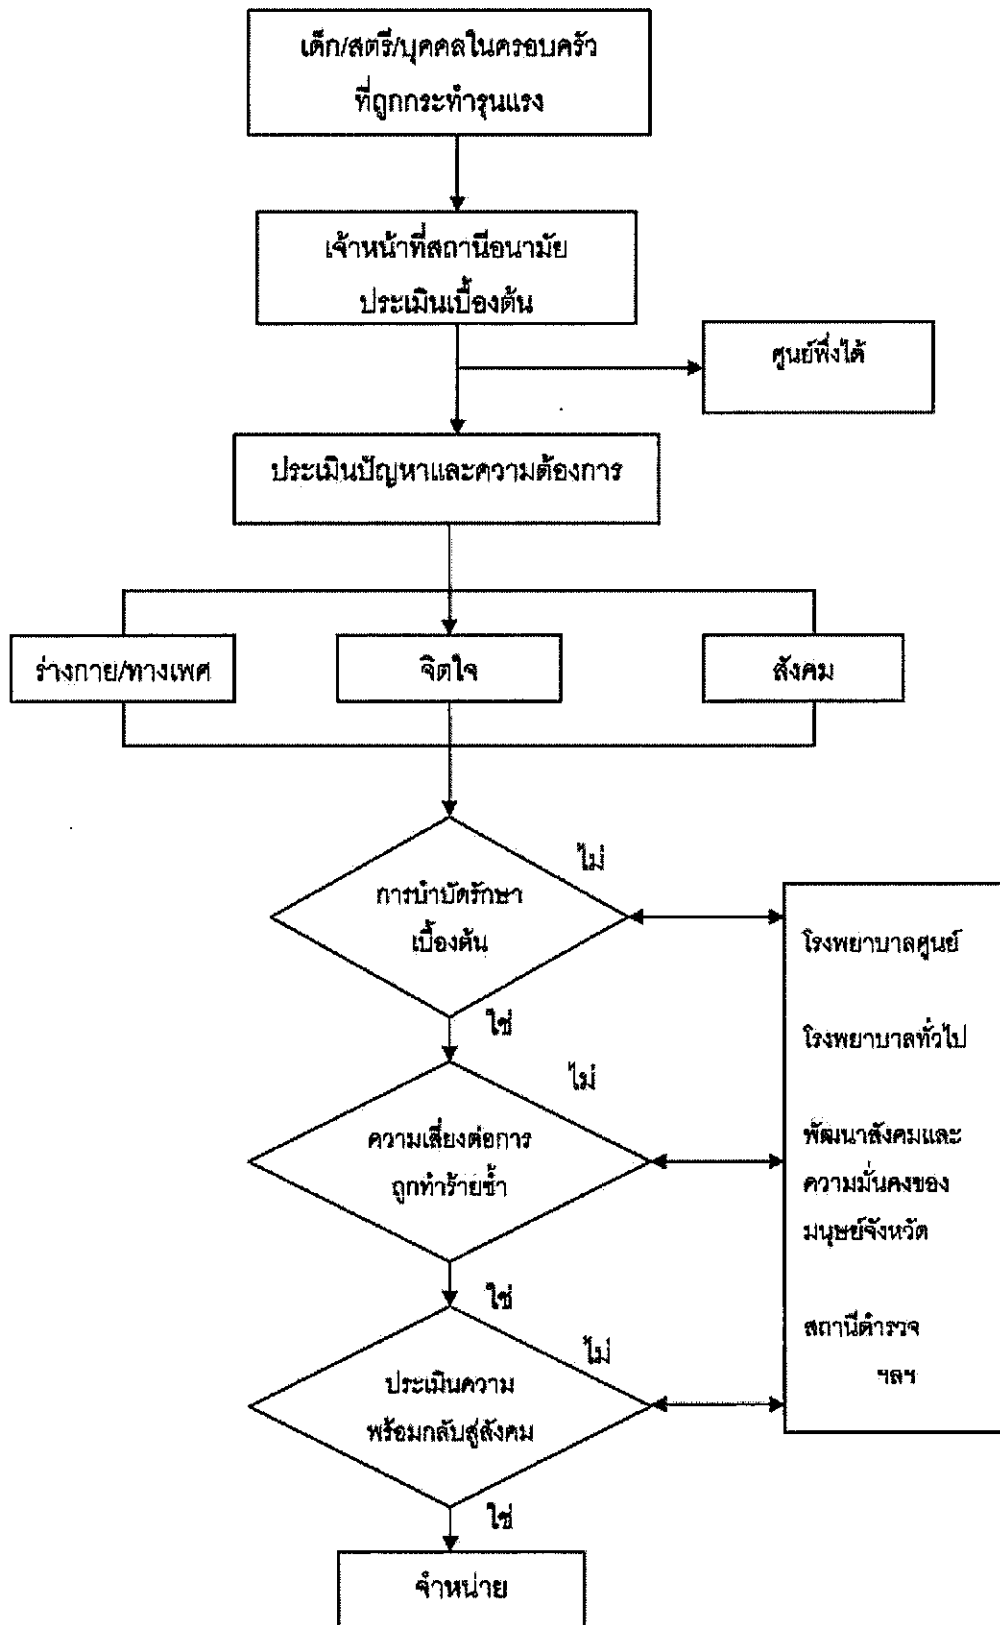 เด็ก/สตรี/บุคคลในครอบครัว
ที่ถูกกระทำรุนแรง
เจ้าหน้าที่สถานีอนามัย
ประเมินเบื้องต้น
ศูนย์พึ่งได้
ประเมินปัญหาและความต้องการ
ร่างกาย/ทางเพศ
จิตใจ
สังคม
ไม่
การบำบัดรักษา
เบื้องต้น
ใช่
โรงพยาบาลศูนย์
โรงพยาบาลทั่วไป
พัฒนาสังคมและ
ความมั่นคงของ
มนุษย์จังหวัด
สถานีตำรวจ
ฯลฯ
ไม่
ความเสี่ยงต่อการ
ถูกทำร้ายซ้ำ
ใช่
ไม่
ประเมินความ
พร้อมกลับสู่สังคม
ใช่
จำหน่าย